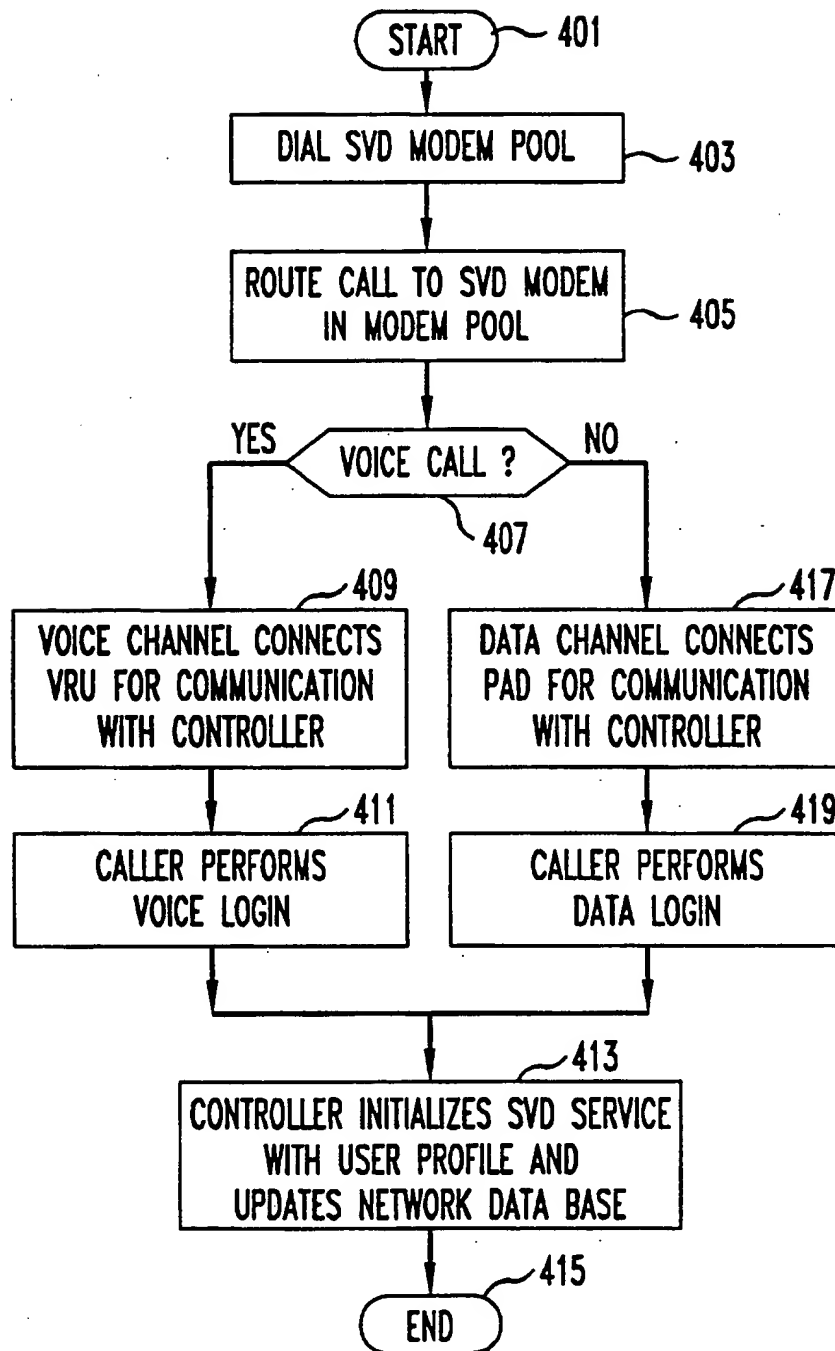 START
401
DIAL SVD MODEM POOL
403
ROUTE CALL TO SVD MODEM
IN MODEM POOL
405
YES
VOICE CALL ?
NO
407
409
VOICE CHANNEL CONNECTS
VRU FOR COMMUNICATION
WITH CONTROLLER
417
DATA CHANNEL CONNECTS
PAD FOR COMMUNICATION
WITH CONTROLLER
411
CALLER PERFORMS
VOICE LOGIN
419
CALLER PERFORMS
DATA LOGIN
413
CONTROLLER INITIALIZES SVD SERVICE
WITH USER PROFILE AND
UPDATES NETWORK DATA BASE
415
END